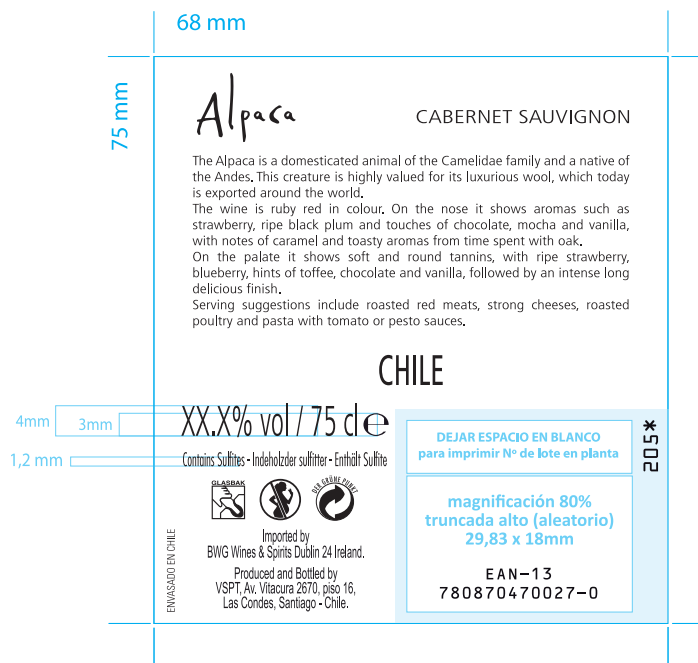 68 mm
75 mm
Alpaca
CABERNET SAUVIGNON
The Alpaca is a domesticated animal of the Camelidae family and a native of
the Andes. This creature is highly valued for its luxurious wool, which today
is exported around the world.
The wine is ruby red in colour. On the nose it shows aromas such as
strawberry, ripe black plum and touches of chocolate, mocha and vanilla,
with notes of caramel and toasty aromas from time spent with oak.
On the palate it shows soft and round tannins, with ripe strawberry,
blueberry, hints of toffee, chocolate and vanilla, followed by an intense long
delicious finish.
Serving suggestions include roasted red meats, strong cheeses, roasted
poultry and pasta with tomato or pesto sauces.
CHILE
4mm
3mm
XX.X% vol / 75 cl e
1,2 mm
Contains Sulfites - Indeholzder sulfitter - Enthält Sulfite
GLASBAK
DER GRÜNE PUNKT
Imported by
BWG Wines & Spirits Dublin 24 Ireland.
Produced and Bottled by
VSPT, Av. Vitacura 2670, piso 16,
Las Condes, Santiago - Chile.
ENVASADO EN CHILE
DEJAR ESPACIO EN BLANCO
para imprimir Nº de lote en planta
205*
magnificación 80%
truncada alto (aleatorio)
29,83 x 18mm
EAN-13
780870470027-0